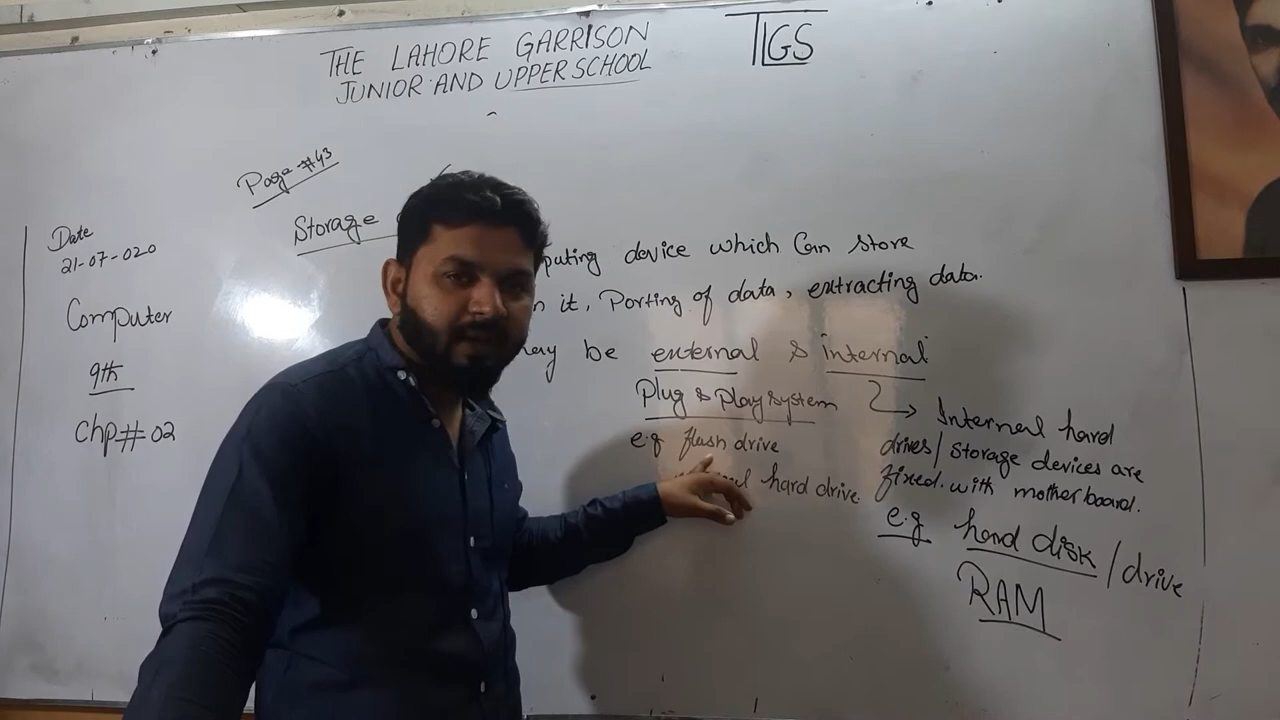 THE LAHORE GARRISON
JUNIOR AND UPPER SCHOOL
TLGS
Page #43
Date
21-07-020
Computer
9th
Chp#02
Storage
puting device which Can store
n it, Porting of data, extracting data.
may be external & internal
Plug & Play system
e.g flash drive
hard drive.
Internal hard
drives/storage devices are
fixed with motherboard.
e.g hard disk/drive
RAM